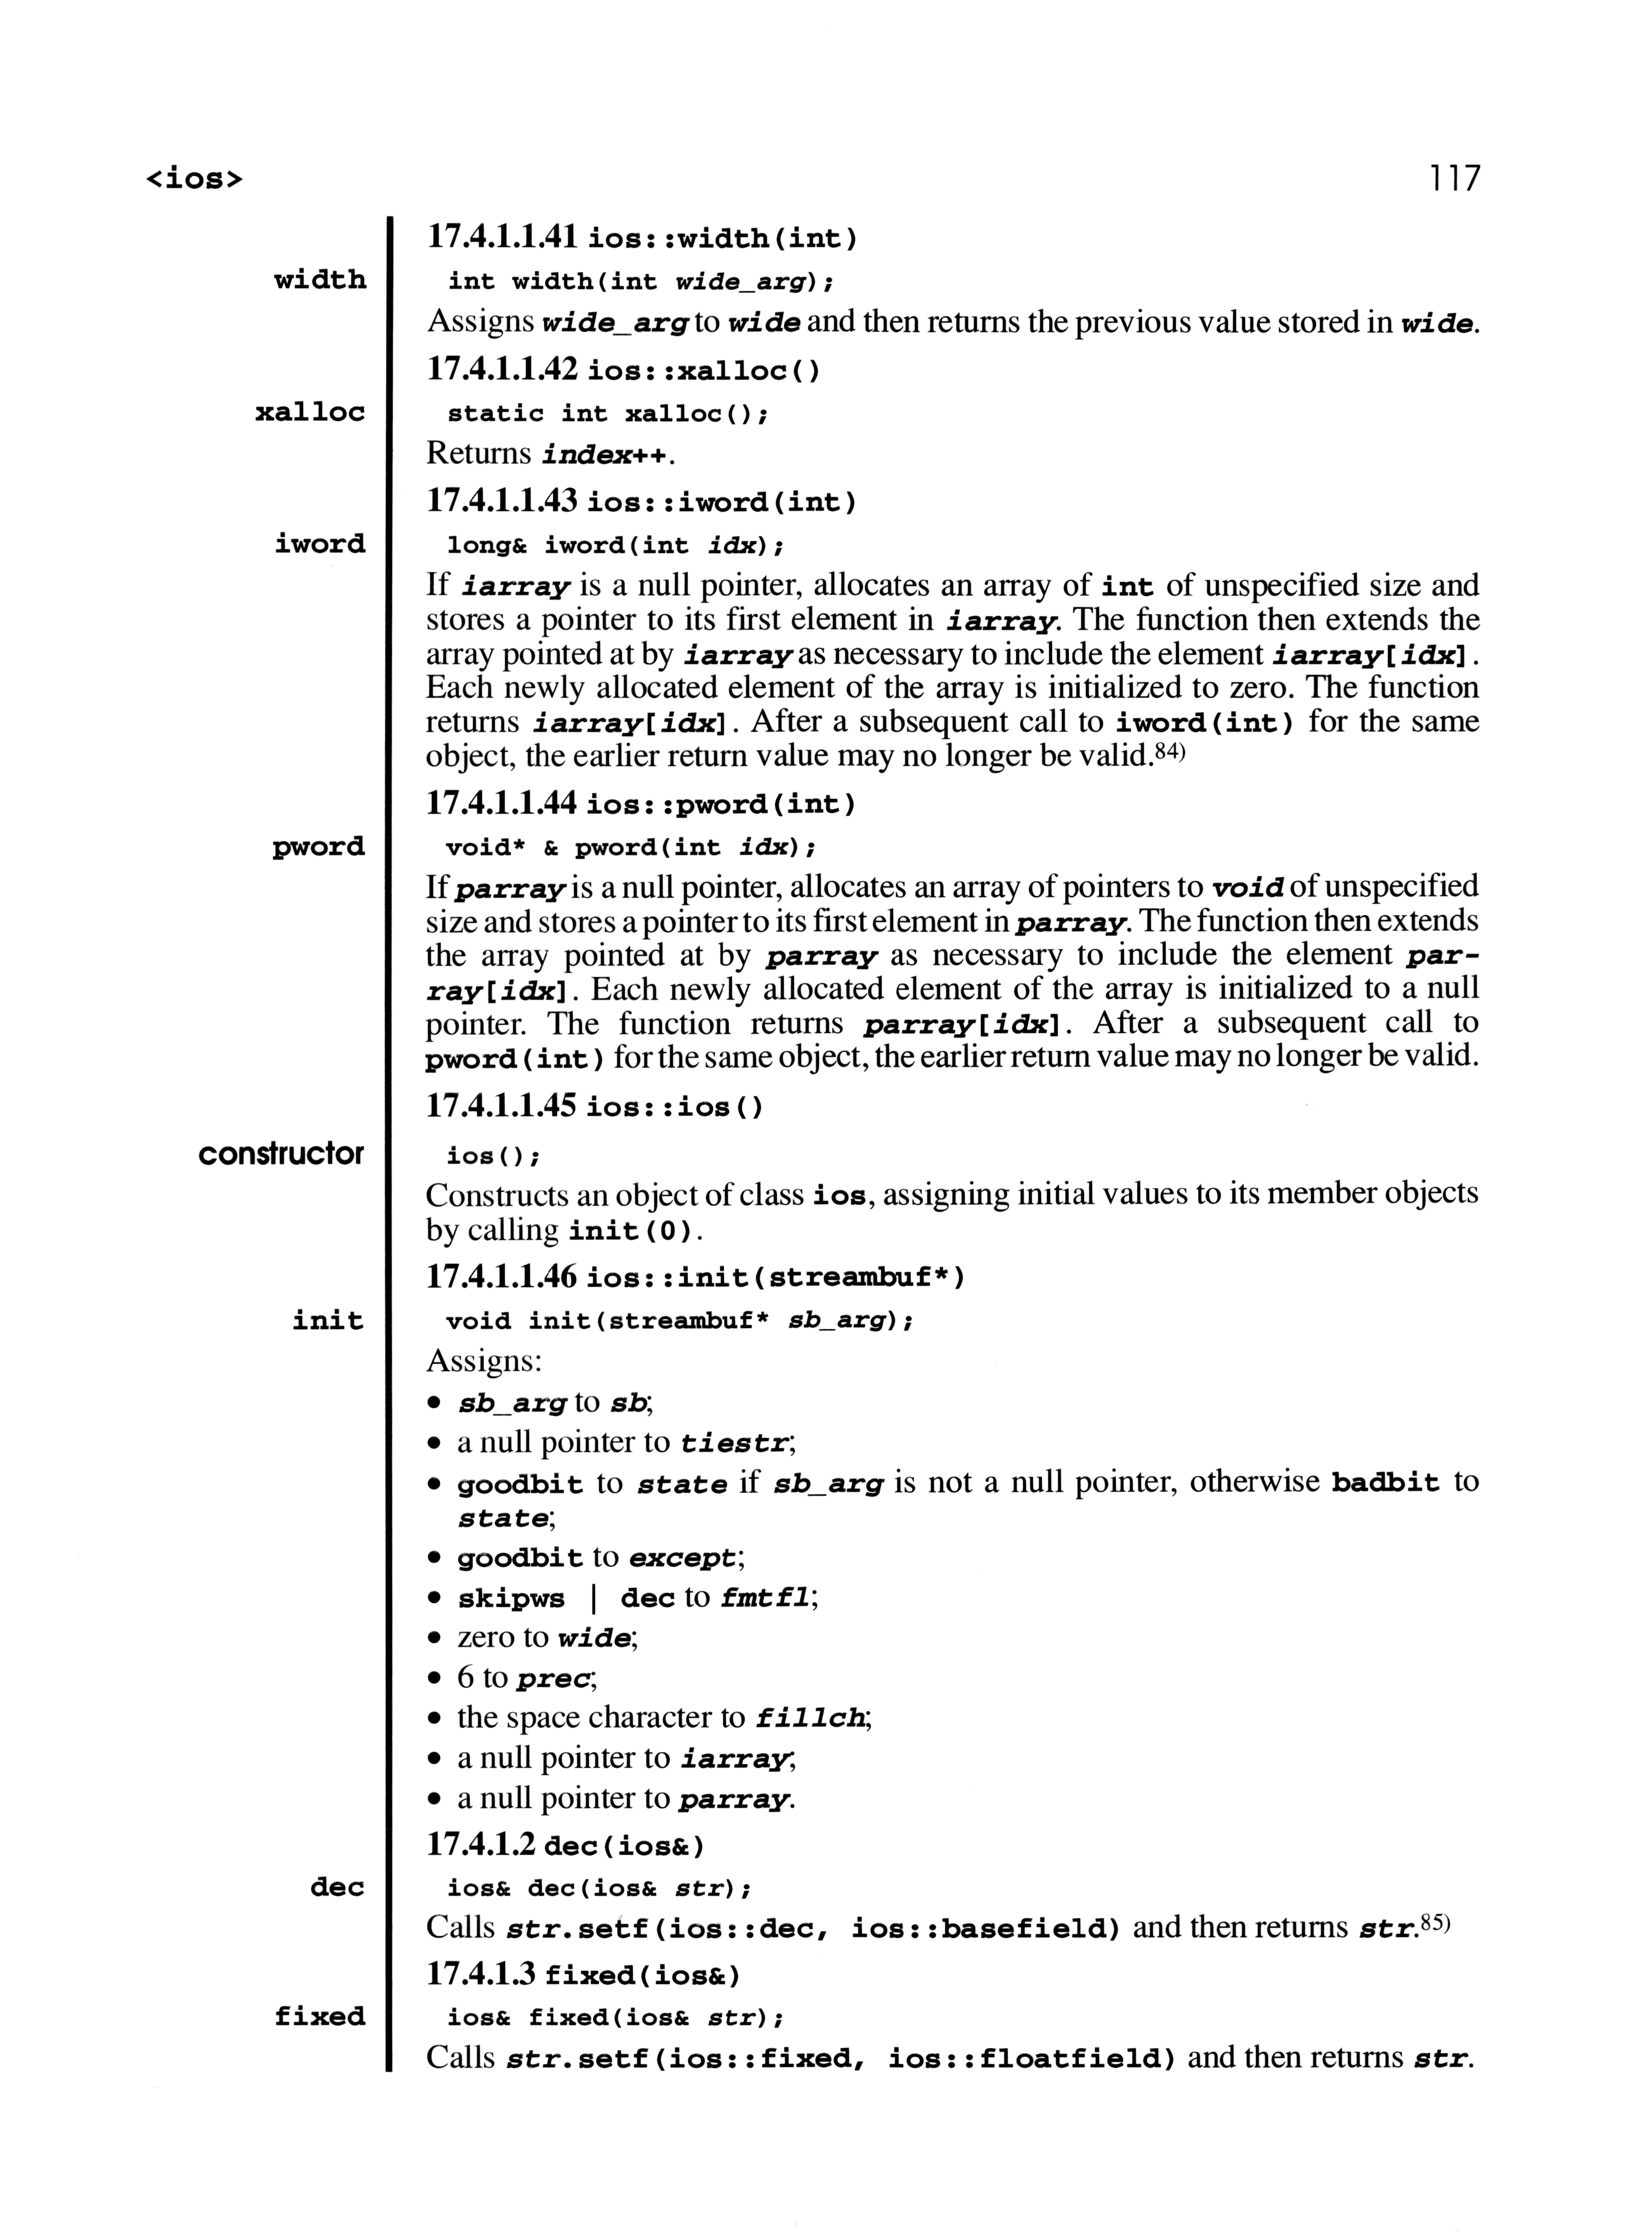 <ios> 117
17.4.1.1.41 ios::width(int)
width int width(int wide_arg);
Assigns wide_arg to wide and then returns the previous value stored in wide.
17.4.1.1.42 ios::xalloc()
xalloc static int xalloc();
Returns index++.
17.4.1.1.43 ios::iword(int)
iword long& iword(int idx);
If iarray is a null pointer, allocates an array of int of unspecified size and
stores a pointer to its first element in iarray. The function then extends the
array pointed at by iarray as necessary to include the element iarray[idx].
Each newly allocated element of the array is initialized to zero. The function
returns iarray[idx]. After a subsequent call to iword(int) for the same
object, the earlier return value may no longer be valid.84)
17.4.1.1.44 ios::pword(int)
pword void* & pword(int idx);
If parray is a null pointer, allocates an array of pointers to void of unspecified
size and stores a pointer to its first element in parray. The function then extends
the array pointed at by parray as necessary to include the element par-
ray[idx]. Each newly allocated element of the array is initialized to a null
pointer. The function returns parray[idx]. After a subsequent call to
pword(int) for the same object, the earlier return value may no longer be valid.
17.4.1.1.45 ios::ios()
constructor ios();
Constructs an object of class ios, assigning initial values to its member objects
by calling init(0).
17.4.1.1.46 ios::init(streambuf*)
init void init(streambuf* sb_arg);
Assigns:
• sb_arg to sb;
• a null pointer to tiestr;
• goodbit to state if sb_arg is not a null pointer, otherwise badbit to
state;
• goodbit to except;
• skipws | dec to fmtfl;
• zero to wide;
• 6 to prec;
• the space character to fillch;
• a null pointer to iarray;
• a null pointer to parray.
17.4.1.2 dec(ios&)
dec ios& dec(ios& str);
Calls str.setf(ios::dec, ios::basefield) and then returns str.85)
17.4.1.3 fixed(ios&)
fixed ios& fixed(ios& str);
Calls str.setf(ios::fixed, ios::floatfield) and then returns str.